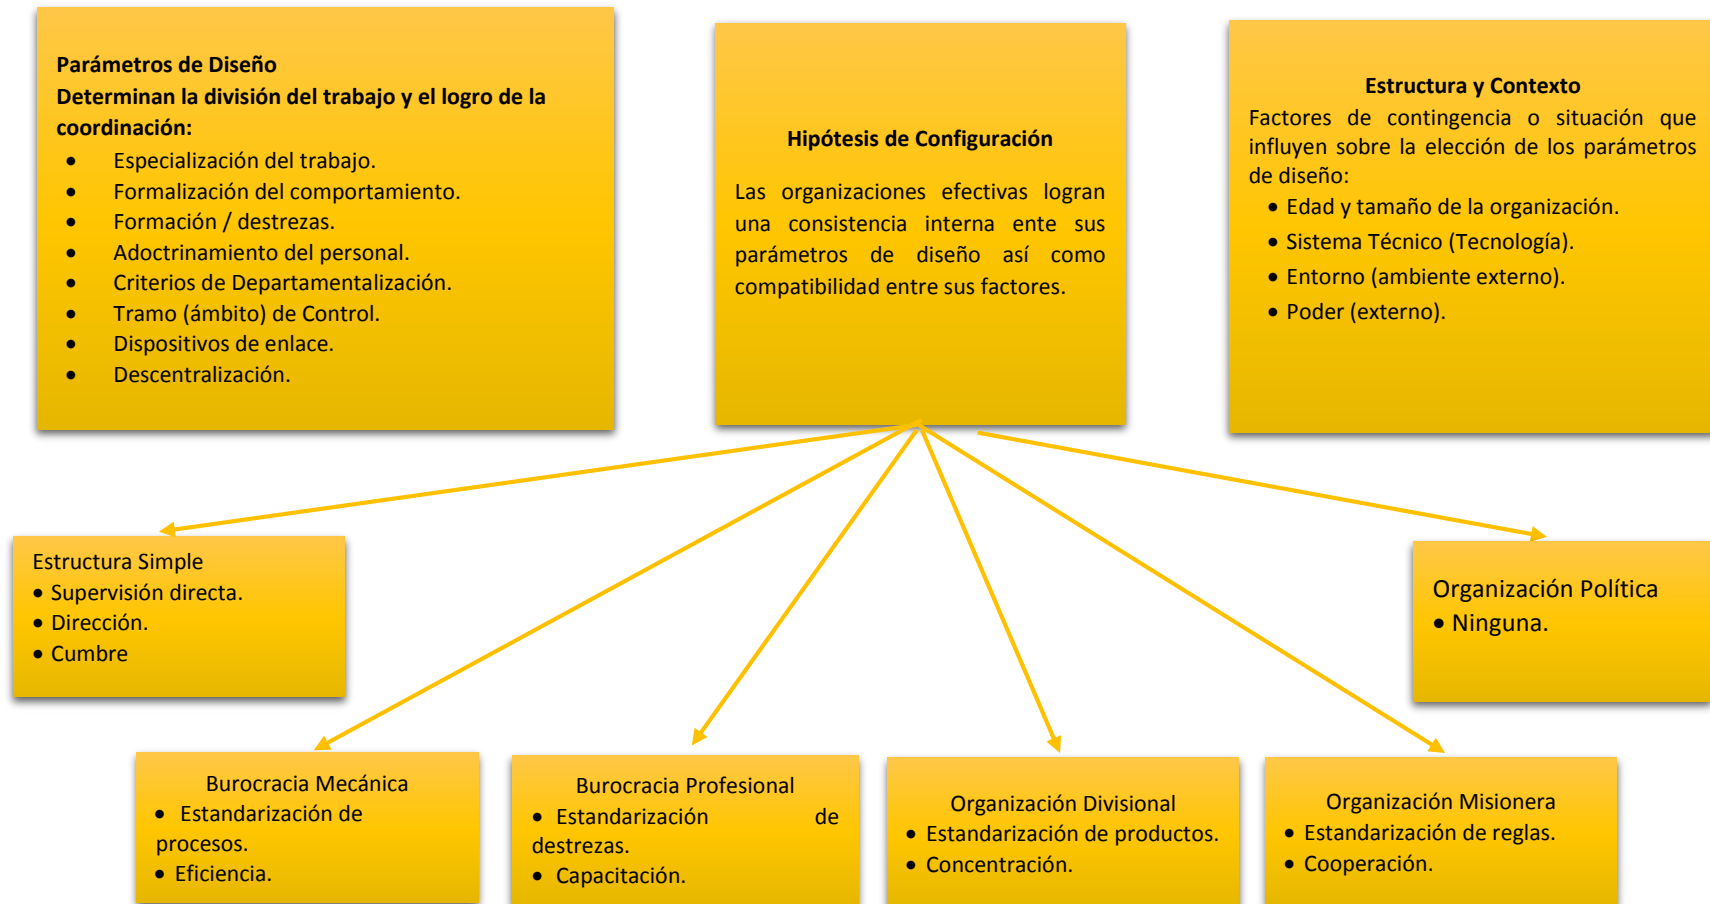 Parámetros de Diseño
Determinan la división del trabajo y el logro de la
coordinación:
• Especialización del trabajo.
• Formalización del comportamiento.
• Formación / destrezas.
• Adoctrinamiento del personal.
• Criterios de Departamentalización.
• Tramo (ámbito) de Control.
• Dispositivos de enlace.
• Descentralización.
Hipótesis de Configuración
Las organizaciones efectivas logran
una consistencia interna ente sus
parámetros de diseño así como
compatibilidad entre sus factores.
Estructura y Contexto
Factores de contingencia o situación que
influyen sobre la elección de los parámetros
de diseño:
• Edad y tamaño de la organización.
• Sistema Técnico (Tecnología).
• Entorno (ambiente externo).
• Poder (externo).
Estructura Simple
• Supervisión directa.
• Dirección.
• Cumbre
Organización Política
• Ninguna.
Burocracia Mecánica
• Estandarización de
procesos.
• Eficiencia.
Burocracia Profesional
• Estandarización de
destrezas.
• Capacitación.
Organización Divisional
• Estandarización de productos.
• Concentración.
Organización Misionera
• Estandarización de reglas.
• Cooperación.